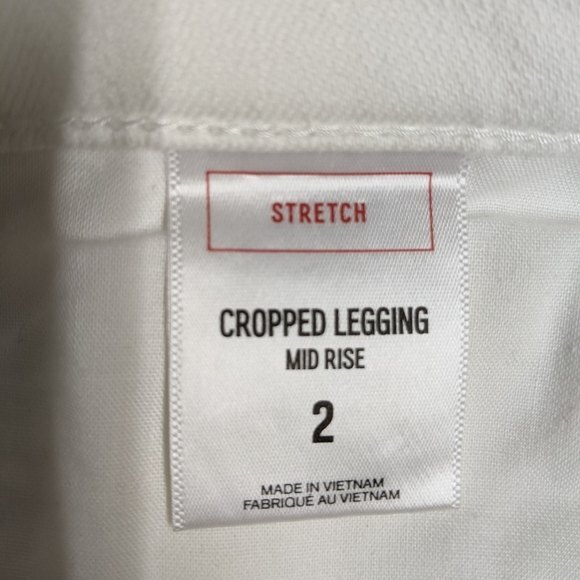 STRETCH
CROPPED LEGGING
MID RISE
2
MADE IN VIETNAM
FABRIQUÉ AU VIETNAM